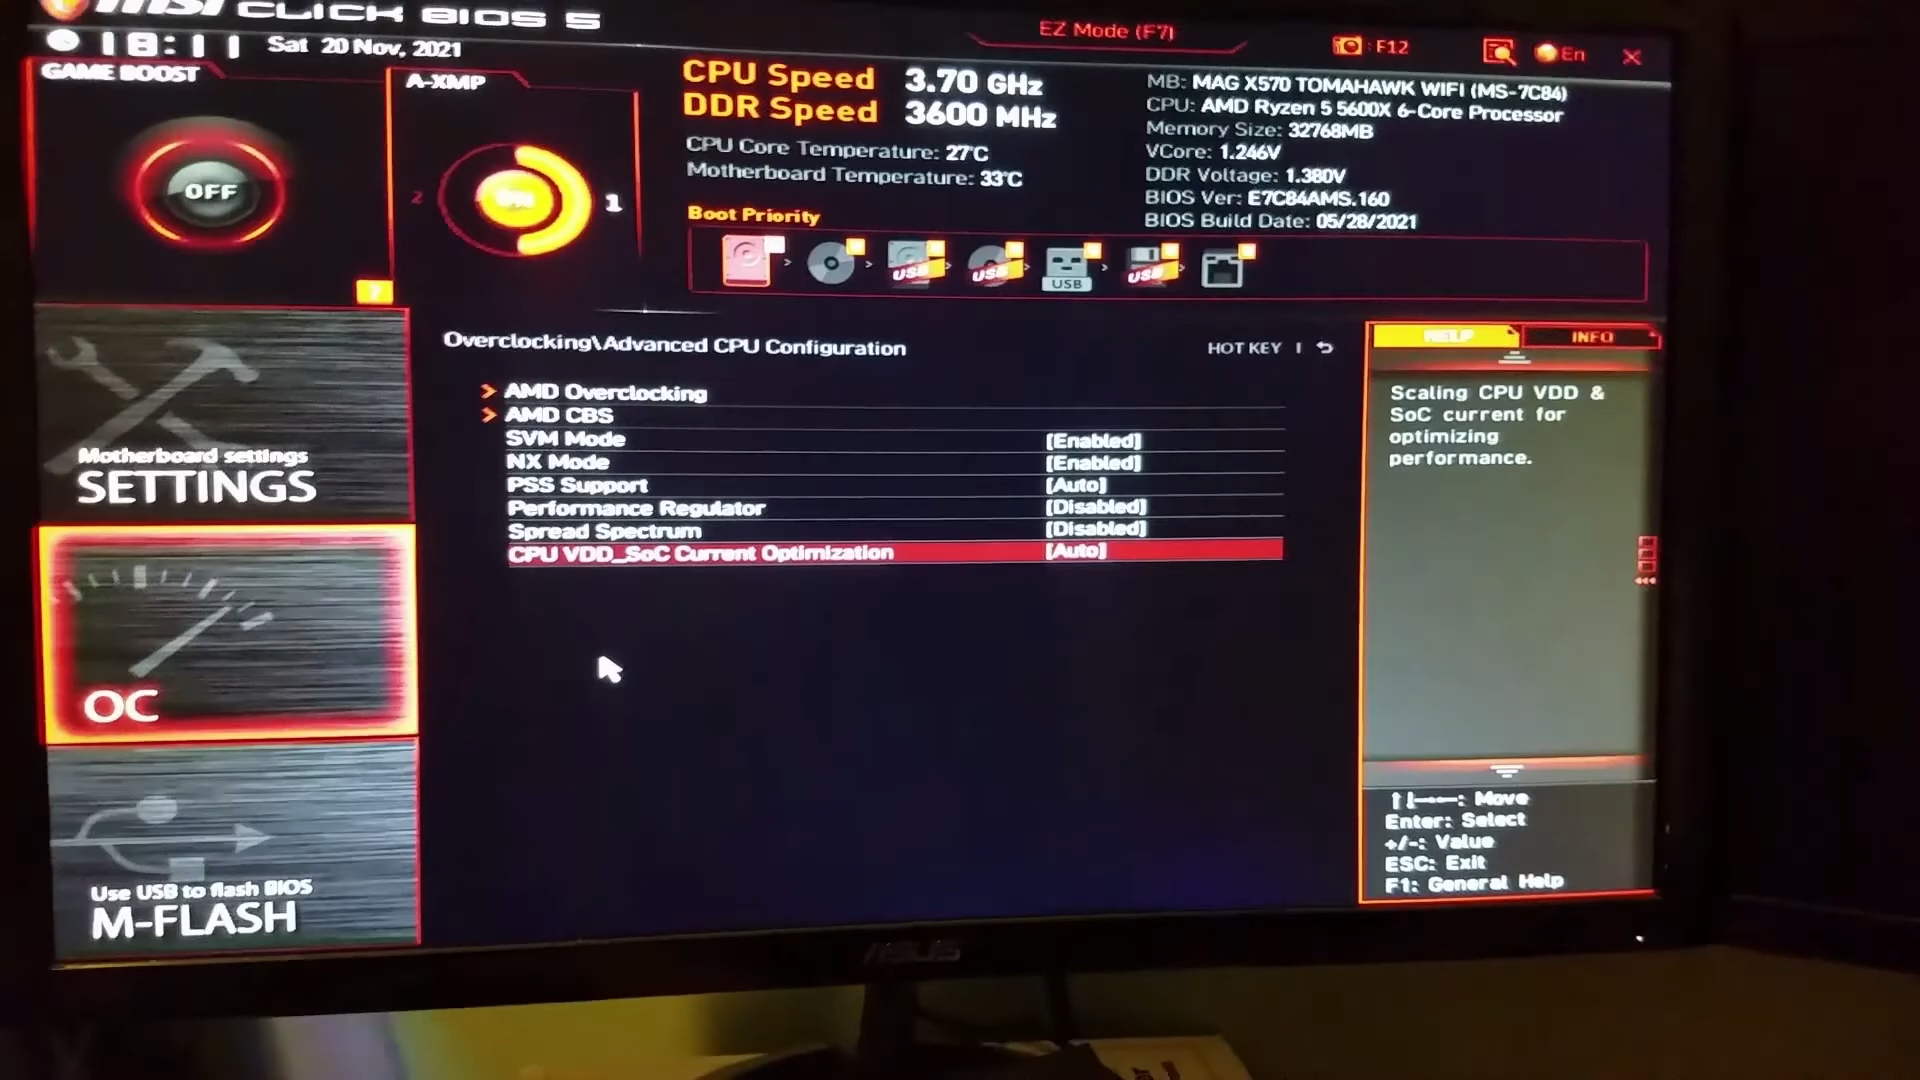 msi CLICK BIOS 5
18:11 Sat 20 Nov, 2021
EZ Mode (F7)
: F12
En
X
GAME BOOST
OFF
A-XMP
2
1
CPU Speed 3.70 GHz
DDR Speed 3600 MHz
CPU Core Temperature: 27°C
Motherboard Temperature: 33°C
MB: MAG X570 TOMAHAWK WIFI (MS-7C84)
CPU: AMD Ryzen 5 5600X 6-Core Processor
Memory Size: 32768MB
VCore: 1.246V
DDR Voltage: 1.380V
BIOS Ver: E7C84AMS.160
BIOS Build Date: 05/28/2021
Boot Priority
USB
USB
USB
USB
?
Motherboard settings
SETTINGS
OC
Use USB to flash BIOS
M-FLASH
Overclocking\Advanced CPU Configuration
HOT KEY |
> AMD Overclocking
> AMD CBS
SVM Mode [Enabled]
NX Mode [Enabled]
PSS Support [Auto]
Performance Regulator [Disabled]
Spread Spectrum [Disabled]
CPU VDD_SoC Current Optimization [Auto]
HELP
INFO
Scaling CPU VDD &
SoC current for
optimizing
performance.
↑↓→←: Move
Enter: Select
+/-: Value
ESC: Exit
F1: General Help
ASUS